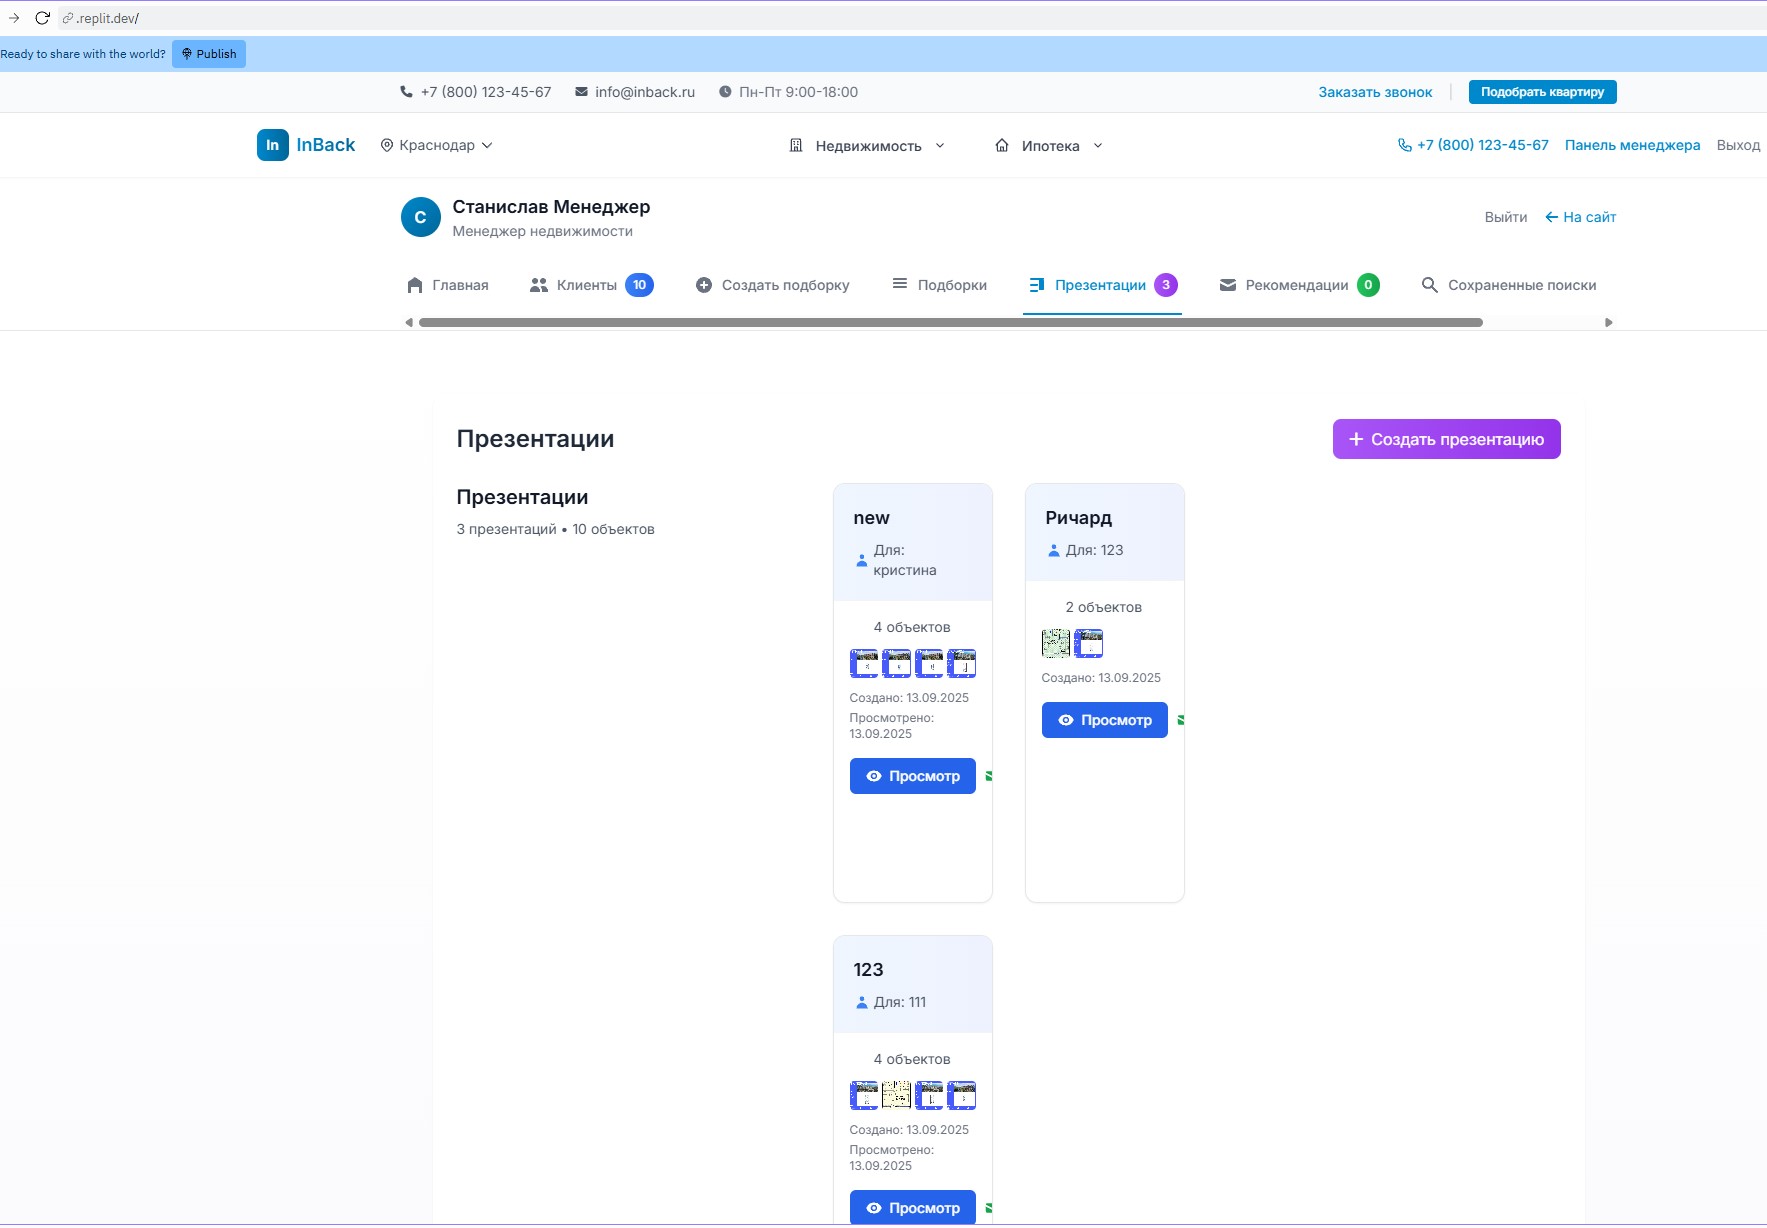 .replit.dev/
Ready to share with the world? Publish
+7 (800) 123-45-67 info@inback.ru Пн-Пт 9:00-18:00 Заказать звонок Подобрать квартиру
In InBack Краснодар Недвижимость Ипотека +7 (800) 123-45-67 Панель менеджера Выход
С Станислав Менеджер
Менеджер недвижимости
Выйти На сайт
Главная Клиенты 10 Создать подборку Подборки Презентации 3 Рекомендации 0 Сохраненные поиски
Презентации Создать презентацию
Презентации
3 презентаций • 10 объектов
new
Для:
кристина
4 объектов
Создано: 13.09.2025
Просмотрено:
13.09.2025
Просмотр
Ричард
Для: 123
2 объектов
Создано: 13.09.2025
Просмотр
123
Для: 111
4 объектов
Создано: 13.09.2025
Просмотрено:
13.09.2025
Просмотр